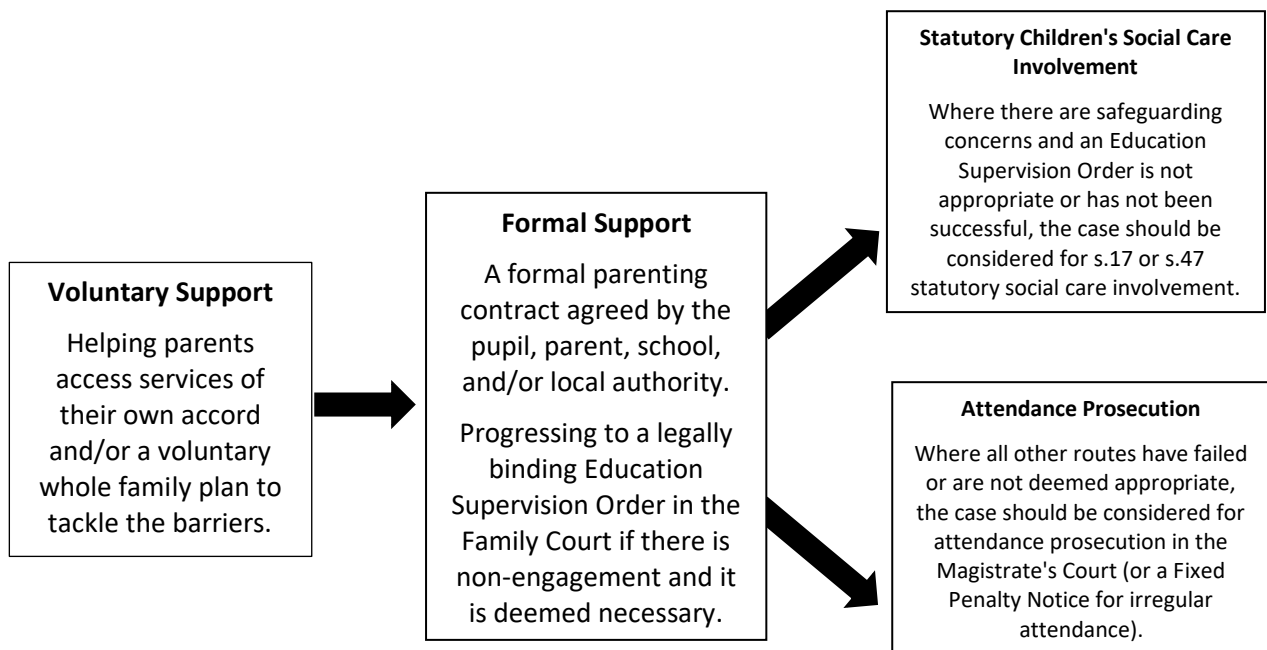 Voluntary Support
Helping parents
access services of
their own accord
and/or a voluntary
whole family plan to
tackle the barriers.
Formal Support
A formal parenting
contract agreed by the
pupil, parent, school,
and/or local authority.
Progressing to a legally
binding Education
Supervision Order in the
Family Court if there is
non-engagement and it
is deemed necessary.
Statutory Children's Social Care
Involvement
Where there are safeguarding
concerns and an Education
Supervision Order is not
appropriate or has not been
successful, the case should be
considered for s.17 or s.47
statutory social care involvement.
Attendance Prosecution
Where all other routes have failed
or are not deemed appropriate,
the case should be considered for
attendance prosecution in the
Magistrate's Court (or a Fixed
Penalty Notice for irregular
attendance).